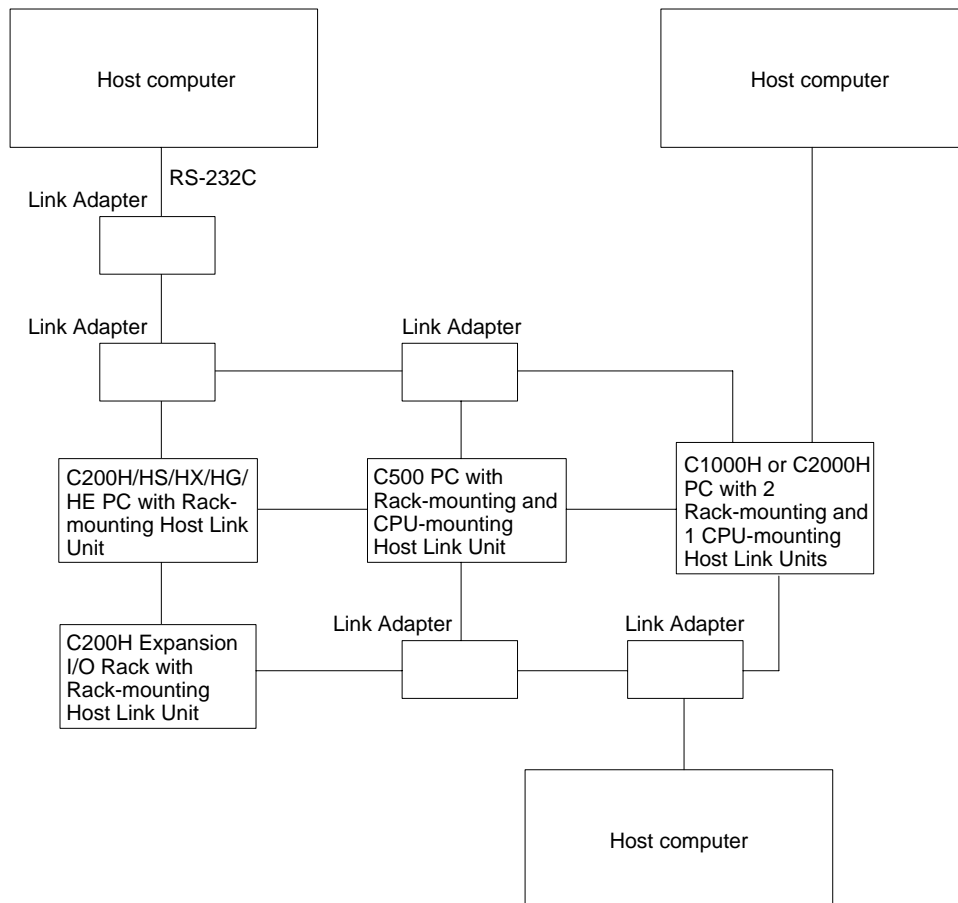 Host computer
Host computer
RS-232C
Link Adapter
Link Adapter
Link Adapter
C200H/HS/HX/HG/
HE PC with Rack-
mounting Host Link
Unit
C500 PC with
Rack-mounting and
CPU-mounting
Host Link Unit
C1000H or C2000H
PC with 2
Rack-mounting and
1 CPU-mounting
Host Link Units
Link Adapter
Link Adapter
C200H Expansion
I/O Rack with
Rack-mounting
Host Link Unit
Host computer